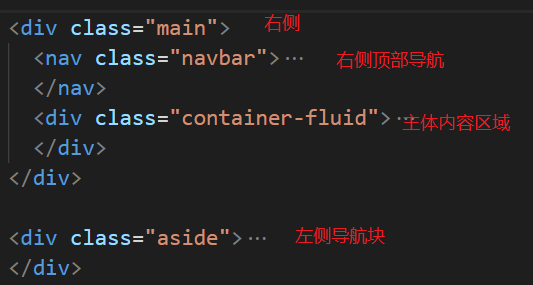 <div class="main"> 右侧
<nav class="navbar">… 右侧顶部导航
</nav>
<div class="container-fluid">… 主体内容区域
</div>
</div>
<div class="aside">… 左侧导航块
</div>